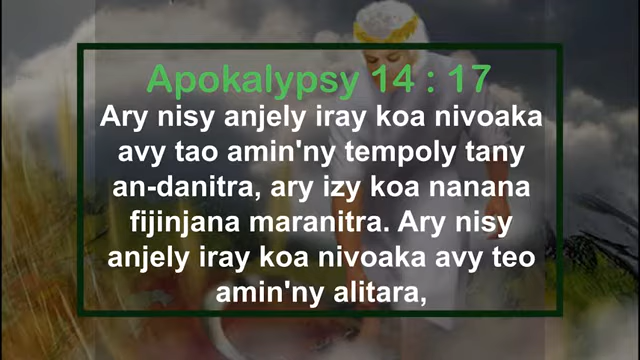 Apokalypsy 14 : 17
Ary nisy anjely iray koa nivoaka
avy tao amin'ny tempoly tany
an-danitra, ary izy koa nanana
fijinjana maranitra. Ary nisy
anjely iray koa nivoaka avy teo
amin'ny alitara,